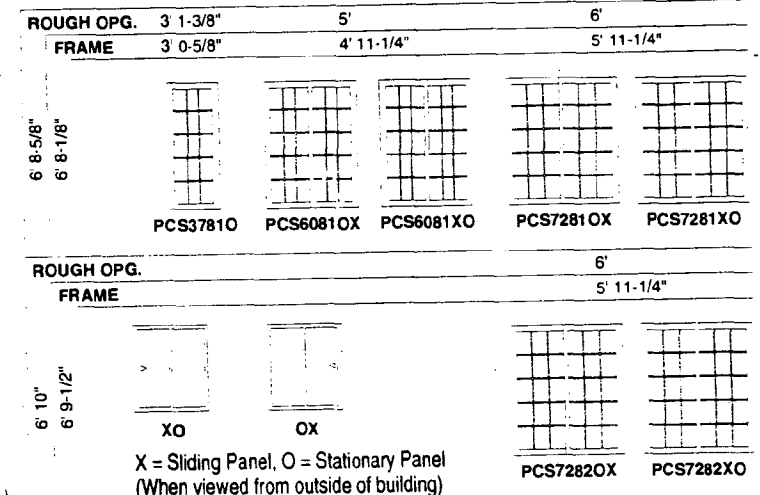 ROUGH OPG. 3' 1-3/8" 5' 6'
FRAME 3' 0-5/8" 4' 11-1/4" 5' 11-1/4"
6' 8-5/8"
6' 8-1/8"
PCS3781O PCS6081OX PCS6081XO PCS7281OX PCS7281XO
ROUGH OPG. 6'
FRAME 5' 11-1/4"
6' 10"
6' 9-1/2"
XO OX
X = Sliding Panel, O = Stationary Panel
(When viewed from outside of building)
PCS7282OX PCS7282XO